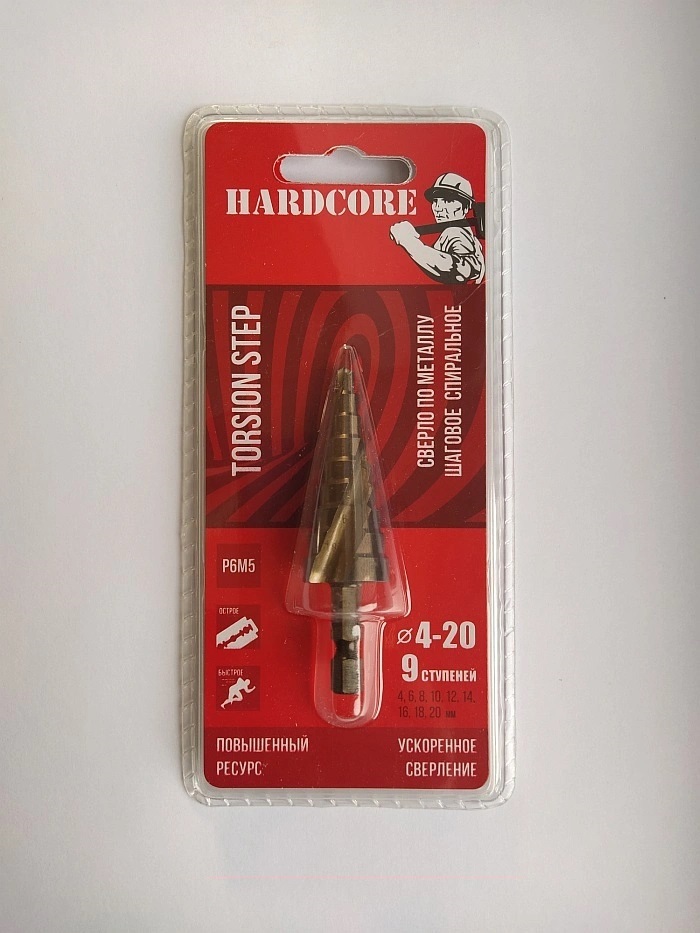 HARDCORE
TORSION STEP
СВЕРЛО ПО МЕТАЛЛУ
ШАГОВОЕ СПИРАЛЬНОЕ
Р6М5
ОСТРОЕ
БЫСТРОЕ
⌀4-20
9 СТУПЕНЕЙ
4, 6, 8, 10, 12, 14,
16, 18, 20 мм
ПОВЫШЕННЫЙ
РЕСУРС
УСКОРЕННОЕ
СВЕРЛЕНИЕ